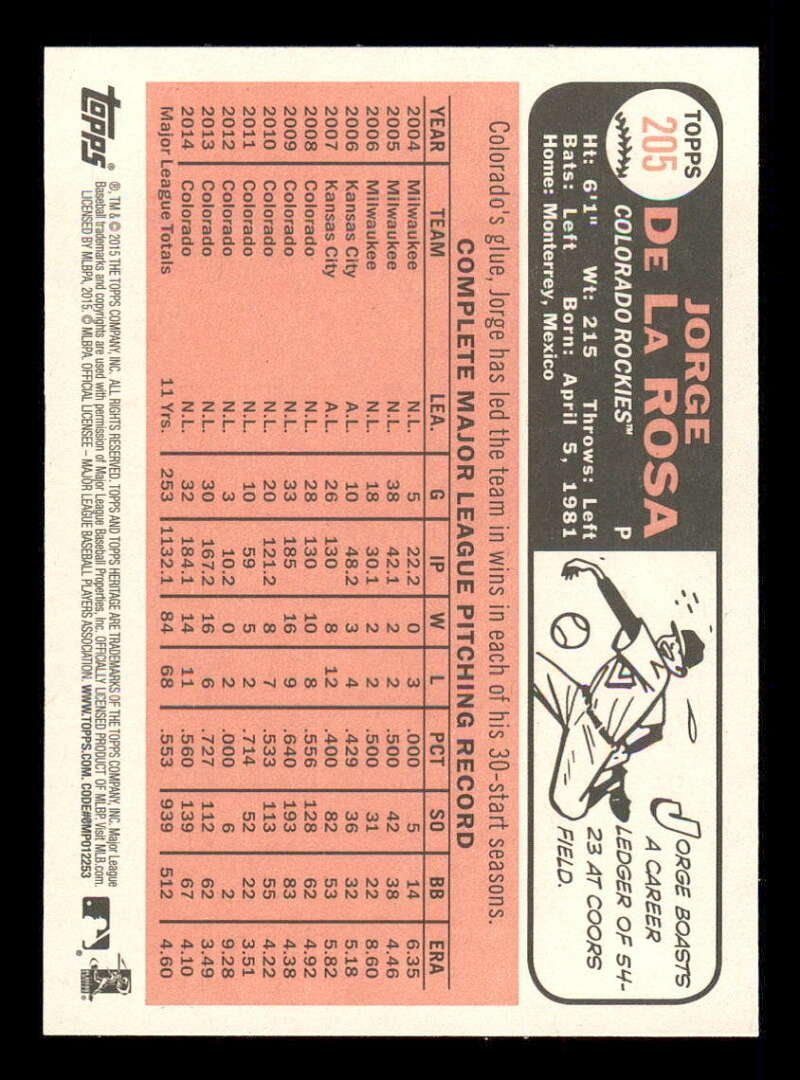 TOPPS
205
JORGE
DE LA ROSA
COLORADO ROCKIES™ P
Ht: 6'1" Wt: 215 Throws: Left
Bats: Left Born: April 5, 1981
Home: Monterrey, Mexico
JORGE BOASTS
A CAREER
LEDGER OF 54-
23 AT COORS
FIELD.
Colorado's glue, Jorge has led the team in wins in each of his 30-start seasons.
COMPLETE MAJOR LEAGUE PITCHING RECORD
YEAR TEAM LEA. G IP W L PCT SO BB ERA
2004 Milwaukee N.L. 5 22.2 0 3 .000 5 14 6.35
2005 Milwaukee N.L. 38 42.1 2 2 .500 42 38 4.46
2006 Milwaukee N.L. 18 30.1 2 2 .500 31 22 8.60
2006 Kansas City A.L. 10 48.2 3 4 .429 36 32 5.18
2007 Kansas City A.L. 26 130 8 12 .400 82 53 5.82
2008 Colorado N.L. 28 130 10 8 .556 128 62 4.92
2009 Colorado N.L. 33 185 16 9 .640 193 83 4.38
2010 Colorado N.L. 20 121.2 8 7 .533 113 55 4.22
2011 Colorado N.L. 10 59 5 2 .714 52 22 3.51
2012 Colorado N.L. 3 10.2 0 2 .000 6 2 9.28
2013 Colorado N.L. 30 167.2 16 6 .727 112 62 3.49
2014 Colorado N.L. 32 184.1 14 11 .560 139 67 4.10
Major League Totals 11 Yrs. 253 1132.1 84 68 .553 939 512 4.60
topps®
®, TM & © 2015 THE TOPPS COMPANY, INC. ALL RIGHTS RESERVED. TOPPS AND TOPPS HERITAGE ARE TRADEMARKS OF THE TOPPS COMPANY, INC. Major League
Baseball trademarks and copyrights are used with permission of Major League Baseball Properties, Inc. OFFICIALLY LICENSED PRODUCT OF MLBP. Visit MLB.com.
LICENSED BY MLBPA, 2015. © MLBPA. OFFICIAL LICENSEE – MAJOR LEAGUE BASEBALL PLAYERS ASSOCIATION. WWW.TOPPS.COM. CODE#0MP012253